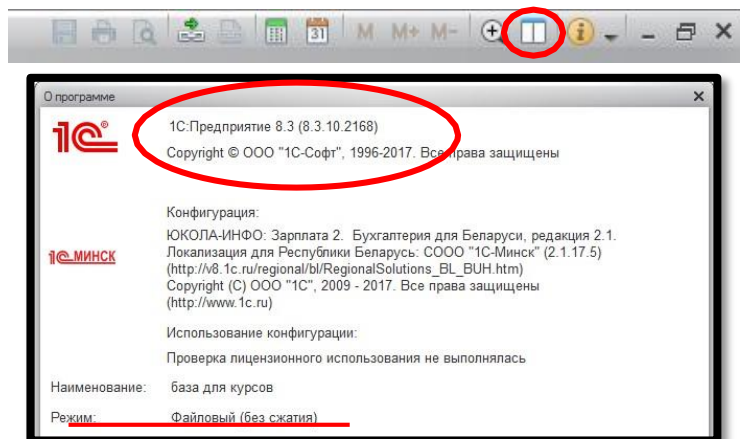 31 M M+ M- i
О программе
1С:Предприятие 8.3 (8.3.10.2168)
Copyright © ООО "1С-Софт", 1996-2017. Все права защищены
1С®
Конфигурация:
ЮКОЛА-ИНФО: Зарплата 2. Бухгалтерия для Беларуси, редакция 2.1.
Локализация для Республики Беларусь: СООО "1С-Минск" (2.1.17.5)
(http://v8.1c.ru/regional/bl/RegionalSolutions_BL_BUH.htm)
Copyright (С) ООО "1С", 2009 - 2017. Все права защищены
(http://www.1c.ru)
1С МИНСК
Использование конфигурации:
Проверка лицензионного использования не выполнялась
Наименование: база для курсов
Режим: Файловый (без сжатия)